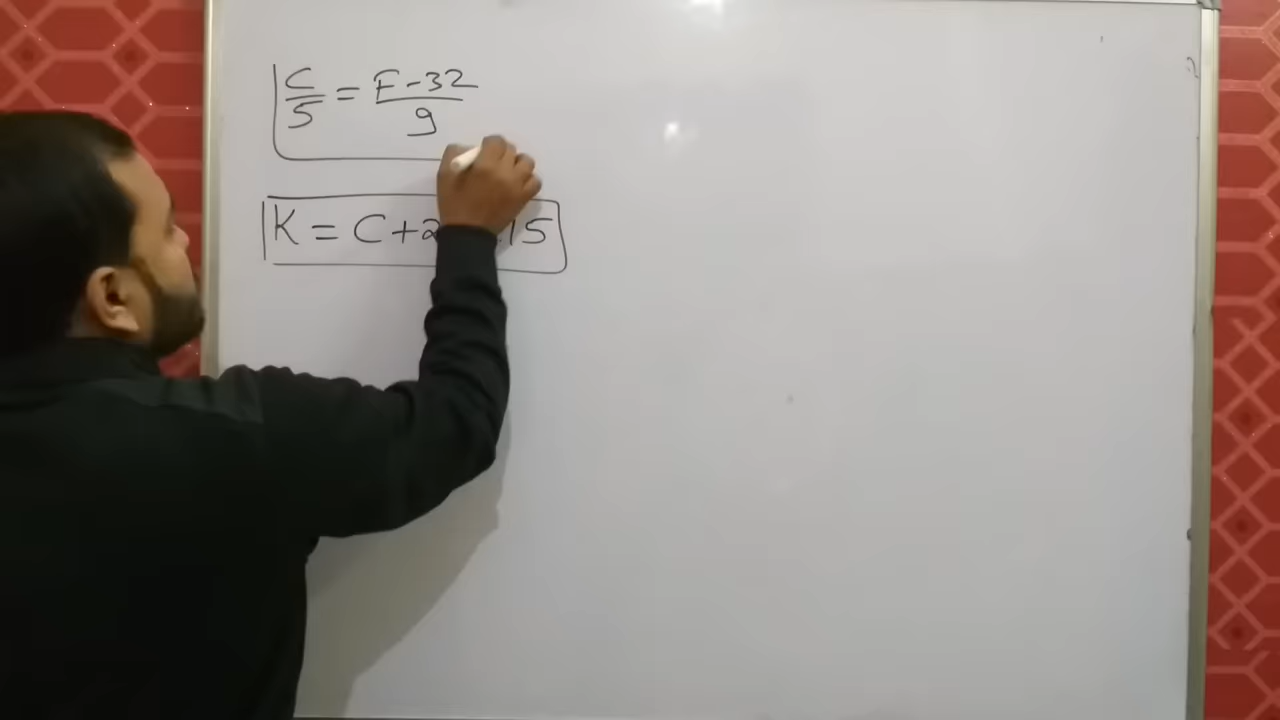 C/5 = F-32/9
K = C+2 .15